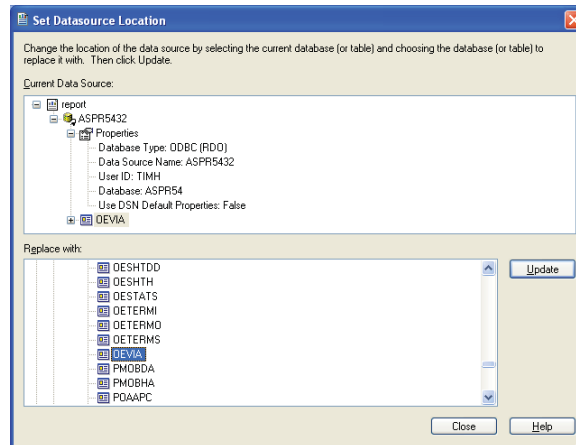 Set Datasource Location
Change the location of the data source by selecting the current database (or table) and choosing the database (or table) to
replace it with. Then click Update.
Current Data Source:
report
ASPR5432
Properties
Database Type: ODBC (RDO)
Data Source Name: ASPR5432
User ID: TIMH
Database: ASPR54
Use DSN Default Properties: False
OEVIA
Replace with:
OESHTDD
OESHTH
OESTATS
OETERMI
OETERMO
OETERMS
OEVIA
PMOBDA
PMOBHA
POAAPC
Update
Close
Help